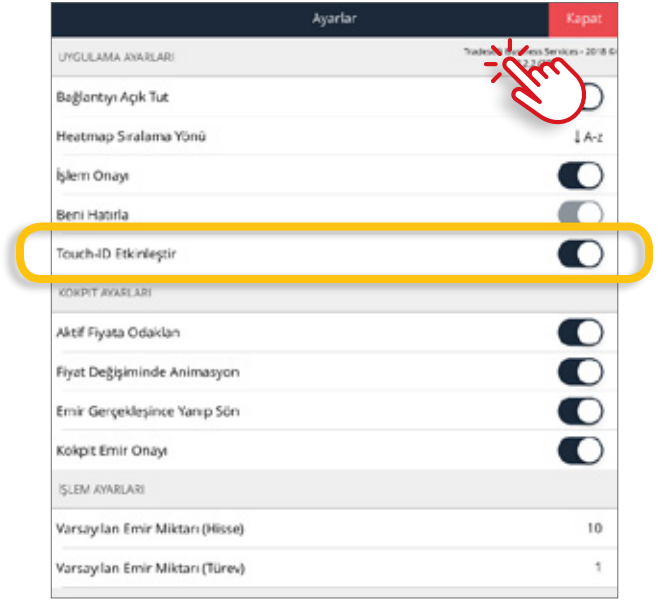 Ayarlar
Kapat
UYGULAMA AYARLARI
Services - 2018
Bağlantıyı Açık Tut
Heatmap Sıralama Yönü
↓ A-z
İşlem Onayı
Beni Hatırla
Touch-ID Etkinleştir
KOKPİT AYARLARI
Aktif Fiyata Odaklan
Fiyat Değişiminde Animasyon
Emir Gerçekleşince Yanıp Sön
Kokpit Emir Onayı
İŞLEM AYARLARI
Varsayılan Emir Miktarı (Hisse)
10
Varsayılan Emir Miktarı (Türev)
1